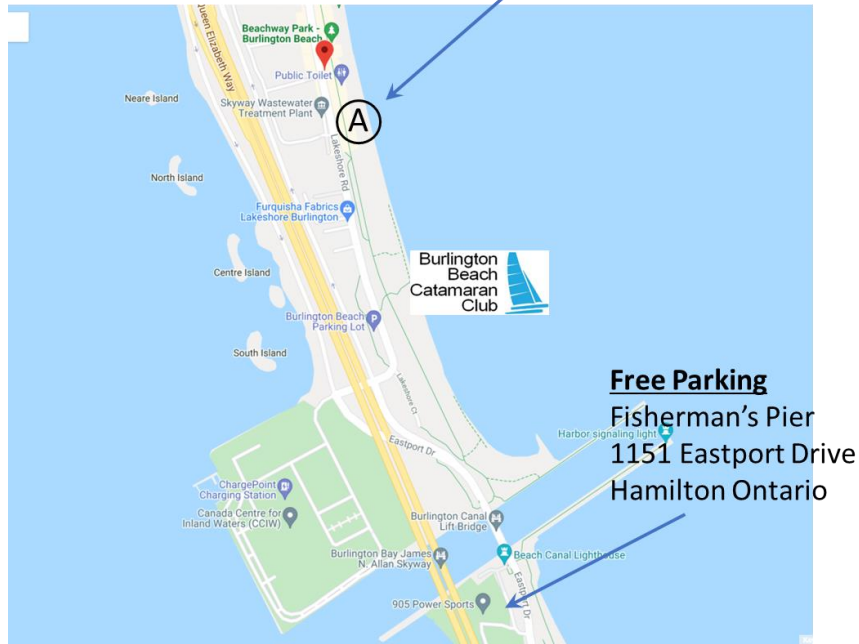 Queen Elizabeth Way
Beachway Park -
Burlington Beach
Public Toilet
Neare Island
Skyway Wastewater
Treatment Plant
A
Lakeshore Rd
North Island
Furquisha Fabrics
Lakeshore Burlington
Burlington
Beach
Catamaran
Club
Centre Island
Burlington Beach
Parking Lot
P
South Island
Lakeshore Ct
Free Parking
Fisherman's Pier
1151 Eastport Drive
Hamilton Ontario
Harbor signaling light
Eastport Dr
ChargePoint
Charging Station
Canada Centre for
Inland Waters (CCIW)
Burlington Canal
Lift Bridge
Burlington Bay James
N. Allan Skyway
Beach Canal Lighthouse
Eastport Dr
905 Power Sports